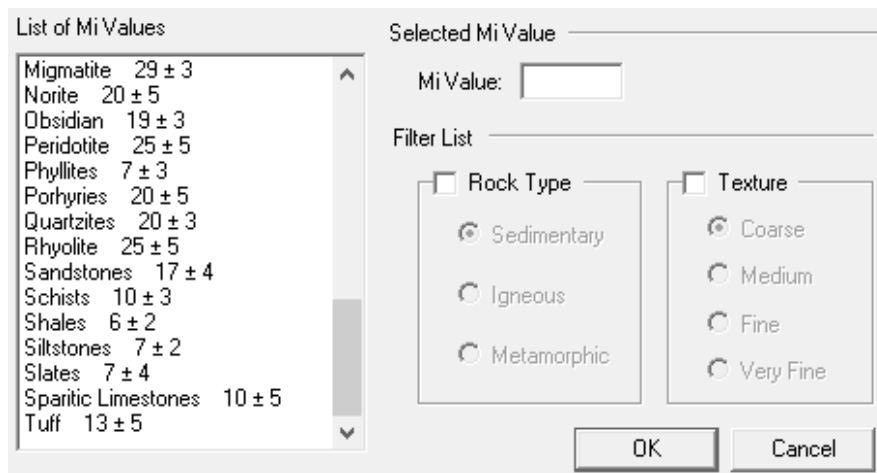 List of Mi Values
Migmatite 29 ± 3
Norite 20 ± 5
Obsidian 19 ± 3
Peridotite 25 ± 5
Phyllites 7 ± 3
Porhyries 20 ± 5
Quartzites 20 ± 3
Rhyolite 25 ± 5
Sandstones 17 ± 4
Schists 10 ± 3
Shales 6 ± 2
Siltstones 7 ± 2
Slates 7 ± 4
Sparitic Limestones 10 ± 5
Tuff 13 ± 5
Selected Mi Value
Mi Value:
Filter List
Rock Type
Sedimentary
Igneous
Metamorphic
Texture
Coarse
Medium
Fine
Very Fine
OK
Cancel